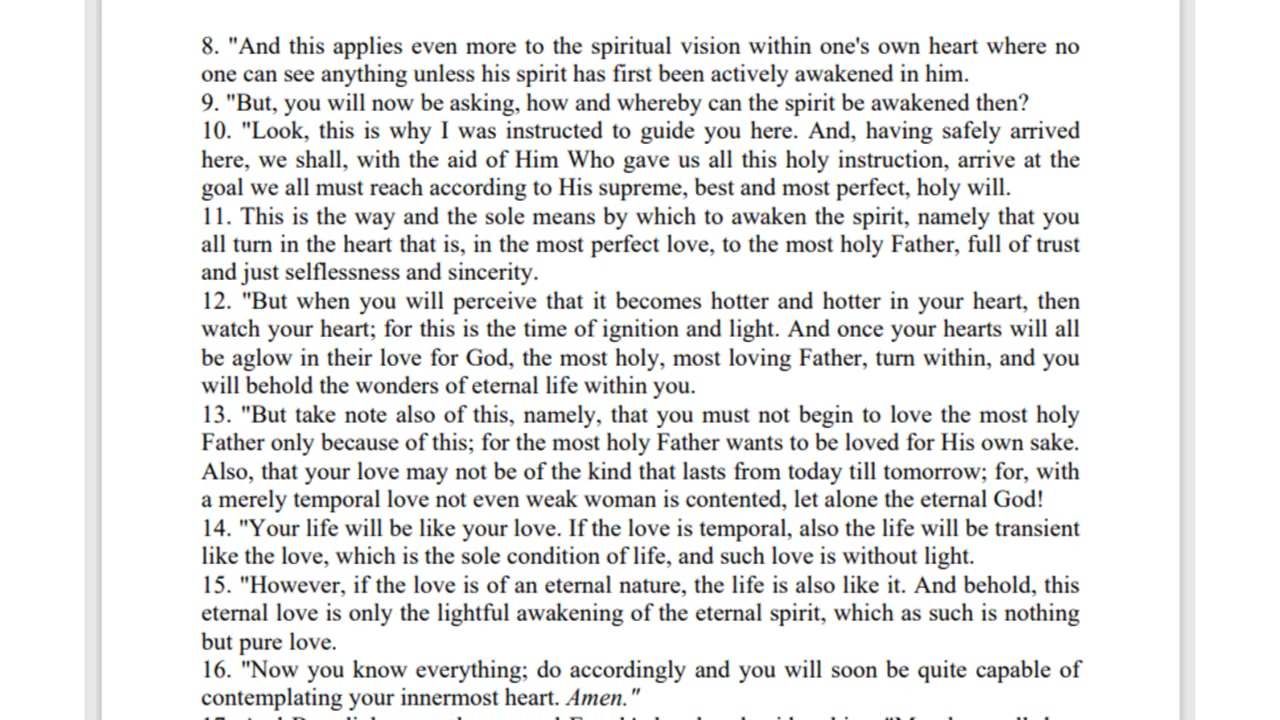 8. "And this applies even more to the spiritual vision within one's own heart where no
one can see anything unless his spirit has first been actively awakened in him.
9. "But, you will now be asking, how and whereby can the spirit be awakened then?
10. "Look, this is why I was instructed to guide you here. And, having safely arrived
here, we shall, with the aid of Him Who gave us all this holy instruction, arrive at the
goal we all must reach according to His supreme, best and most perfect, holy will.
11. This is the way and the sole means by which to awaken the spirit, namely that you
all turn in the heart that is, in the most perfect love, to the most holy Father, full of trust
and just selflessness and sincerity.
12. "But when you will perceive that it becomes hotter and hotter in your heart, then
watch your heart; for this is the time of ignition and light. And once your hearts will all
be aglow in their love for God, the most holy, most loving Father, turn within, and you
will behold the wonders of eternal life within you.
13. "But take note also of this, namely, that you must not begin to love the most holy
Father only because of this; for the most holy Father wants to be loved for His own sake.
Also, that your love may not be of the kind that lasts from today till tomorrow; for, with
a merely temporal love not even weak woman is contented, let alone the eternal God!
14. "Your life will be like your love. If the love is temporal, also the life will be transient
like the love, which is the sole condition of life, and such love is without light.
15. "However, if the love is of an eternal nature, the life is also like it. And behold, this
eternal love is only the lightful awakening of the eternal spirit, which as such is nothing
but pure love.
16. "Now you know everything; do accordingly and you will soon be quite capable of
contemplating your innermost heart. Amen."